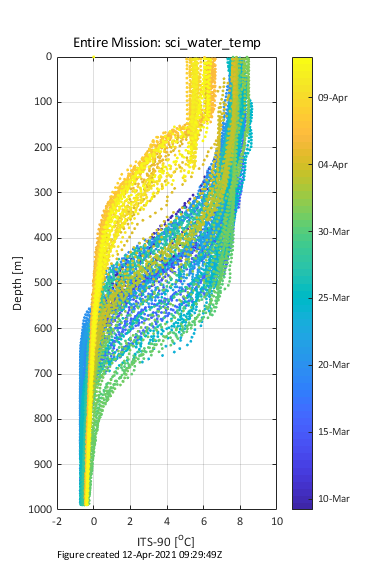 Entire Mission: sci_water_temp
0
100
200
300
400
500
600
700
800
900
1000
Depth [m]
-2 0 2 4 6 8 10
ITS-90 [°C]
09-Apr
04-Apr
30-Mar
25-Mar
20-Mar
15-Mar
10-Mar
Figure created 12-Apr-2021 09:29:49Z